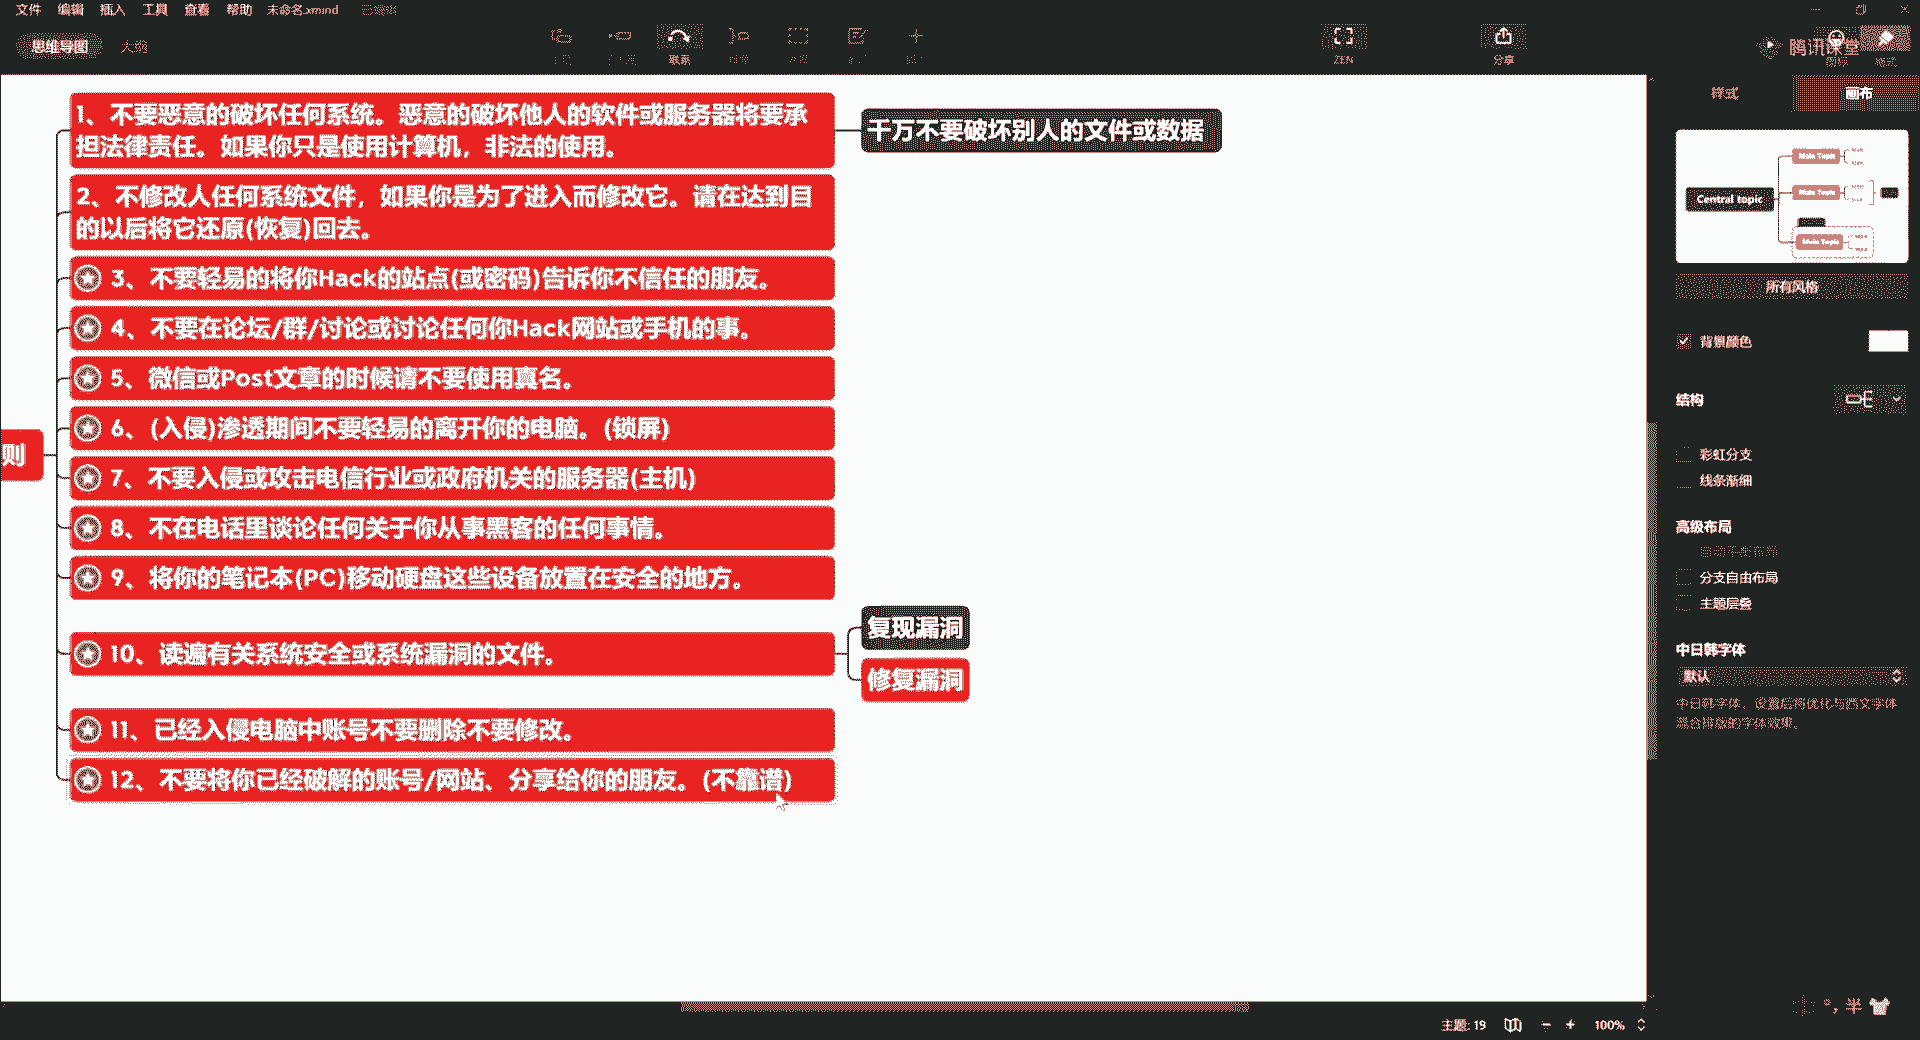 文件 编辑 插入 工具 查看 帮助 未命名.xmind 已编辑
思维导图 大纲
联系
ZEN
分享
腾讯课堂
图标
格式
1、不要恶意的破坏任何系统。恶意的破坏他人的软件或服务器将要承
担法律责任。如果你只是使用计算机，非法的使用。
千万不要破坏别人的文件或数据
2、不修改人任何系统文件，如果你是为了进入而修改它。请在达到目
的以后将它还原(恢复)回去。
3、不要轻易的将你Hack的站点(或密码)告诉你不信任的朋友。
4、不要在论坛/群/讨论或讨论任何你Hack网站或手机的事。
5、微信或Post文章的时候请不要使用真名。
则
6、(入侵)渗透期间不要轻易的离开你的电脑。(锁屏)
7、不要入侵或攻击电信行业或政府机关的服务器(主机)
8、不在电话里谈论任何关于你从事黑客的任何事情。
9、将你的笔记本(PC)移动硬盘这些设备放置在安全的地方。
10、读遍有关系统安全或系统漏洞的文件。
复现漏洞
修复漏洞
11、已经入侵电脑中账号不要删除不要修改。
12、不要将你已经破解的账号/网站、分享给你的朋友。(不靠谱)
样式 画布
Main Topic
Main Topic
Central topic
Main Topic
所有风格
背景颜色
结构
彩虹分支
线条渐细
高级布局
自动平衡布局
分支自由布局
主题层叠
中日韩字体
默认
中日韩字体，设置后将优化与西文字体
混合排版的字体效果。
半
主题: 19
100%